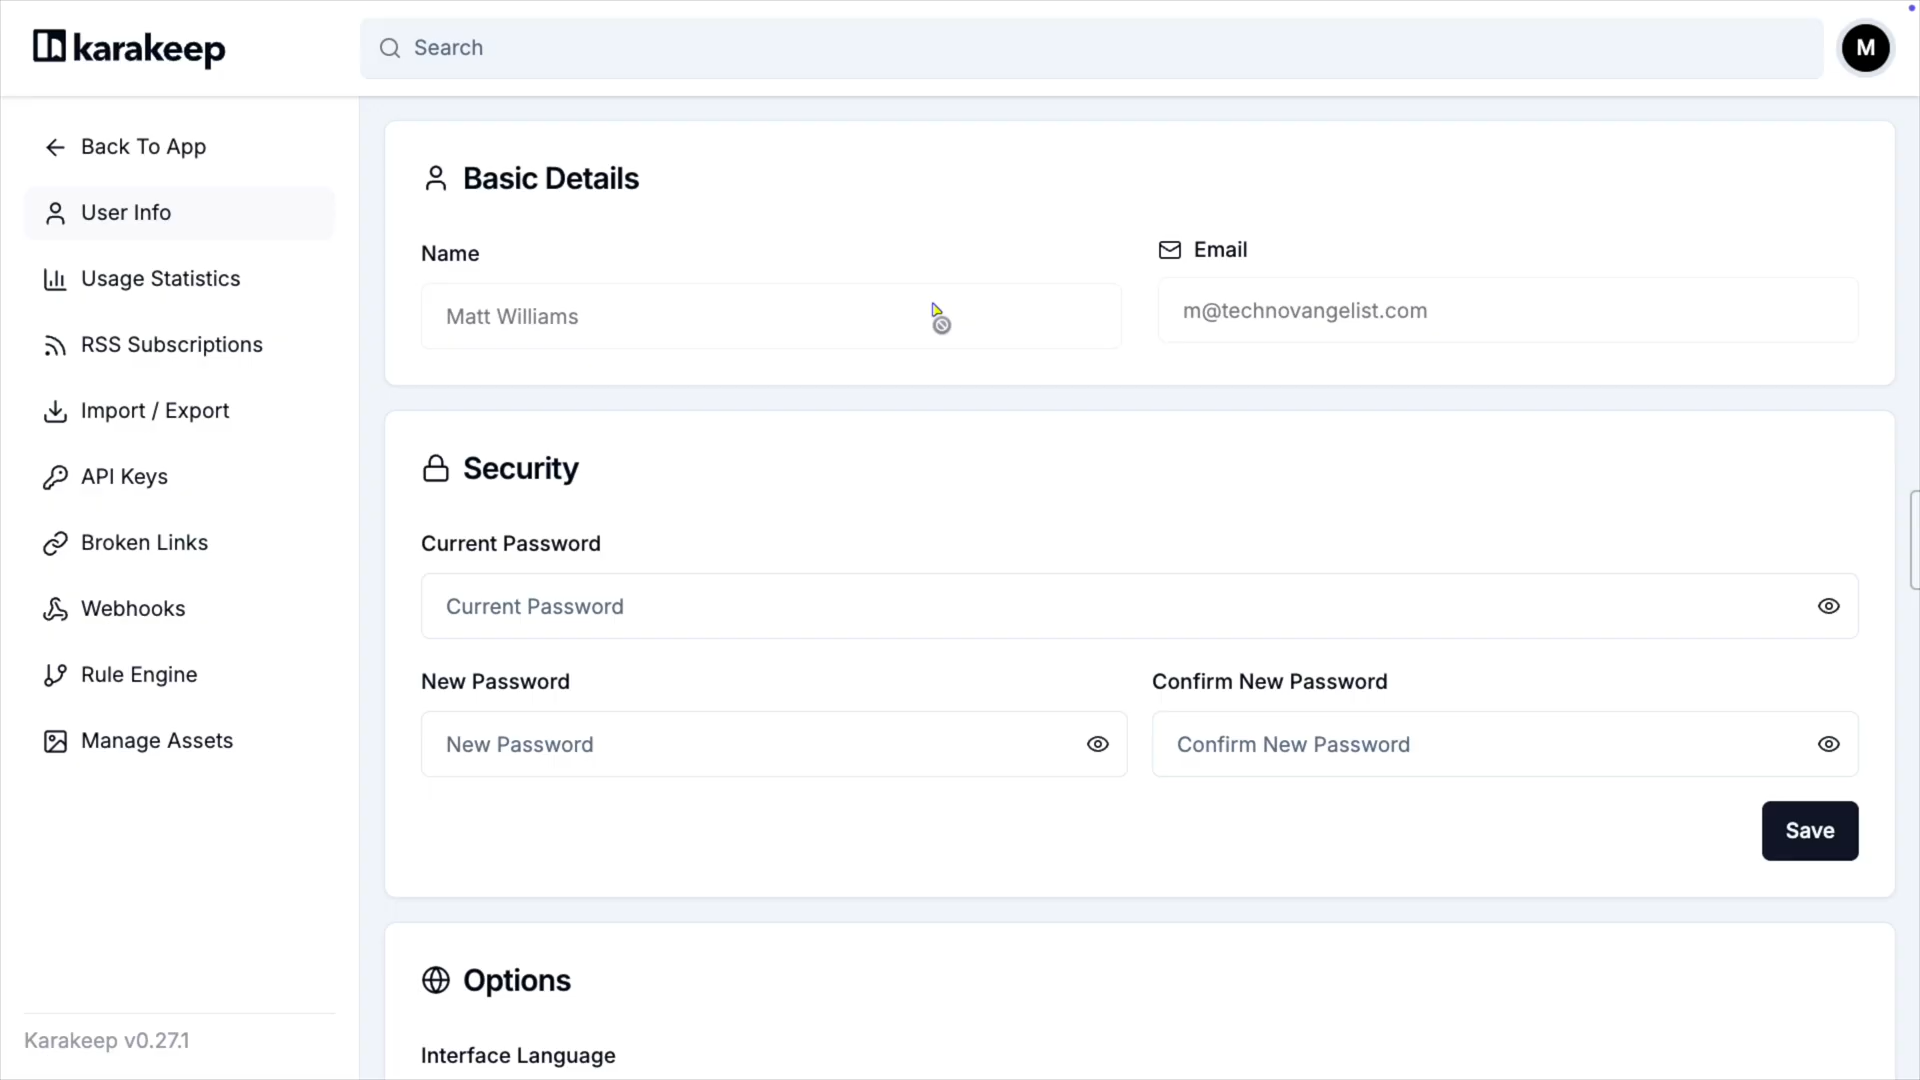 karakeep
Search
M
Back To App
User Info
Usage Statistics
RSS Subscriptions
Import / Export
API Keys
Broken Links
Webhooks
Rule Engine
Manage Assets
Karakeep v0.27.1
Basic Details
Name
Email
Matt Williams
m@technovangelist.com
Security
Current Password
Current Password
New Password
Confirm New Password
New Password
Confirm New Password
Save
Options
Interface Language